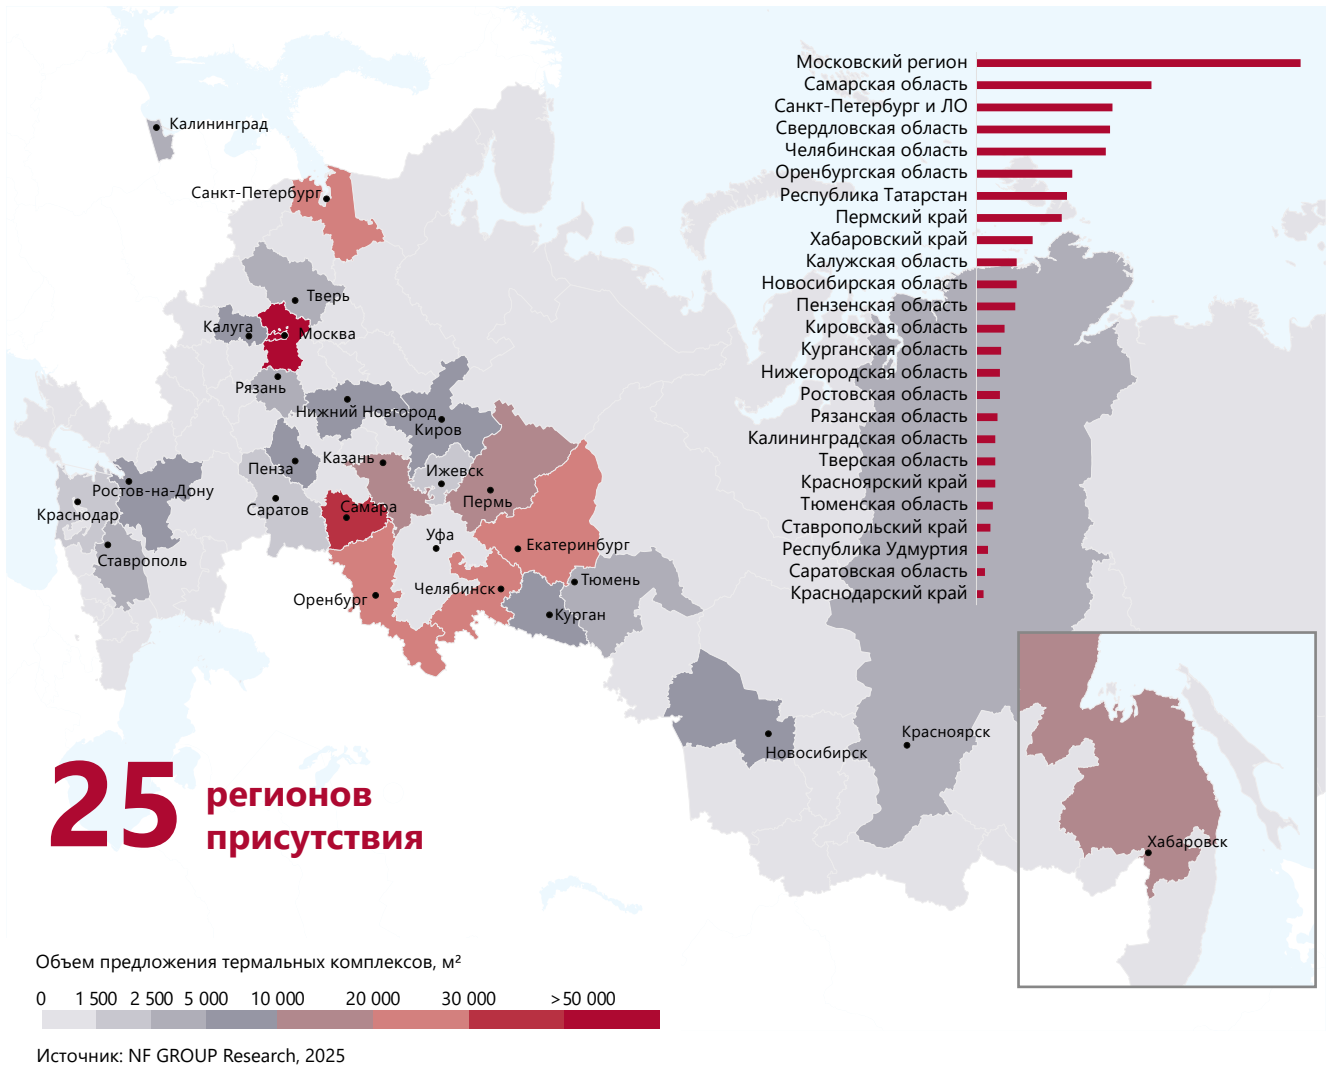 Московский регион
Самарская область
Санкт-Петербург и ЛО
Свердловская область
Челябинская область
Оренбургская область
Республика Татарстан
Пермский край
Хабаровский край
Калужская область
Новосибирская область
Пензенская область
Кировская область
Курганская область
Нижегородская область
Ростовская область
Рязанская область
Калининградская область
Тверская область
Красноярский край
Тюменская область
Ставропольский край
Республика Удмуртия
Саратовская область
Краснодарский край
Калининград
Санкт-Петербург
Тверь
Калуга
Москва
Рязань
Нижний Новгород
Киров
Пенза
Казань
Ижевск
Ростов-на-Дону
Краснодар
Саратов
Самара
Пермь
Уфа
Екатеринбург
Ставрополь
Оренбург
Челябинск
Тюмень
Курган
Новосибирск
Красноярск
Хабаровск
25 регионов
присутствия
Объем предложения термальных комплексов, м²
0 1 500 2 500 5 000 10 000 20 000 30 000 >50 000
Источник: NF GROUP Research, 2025